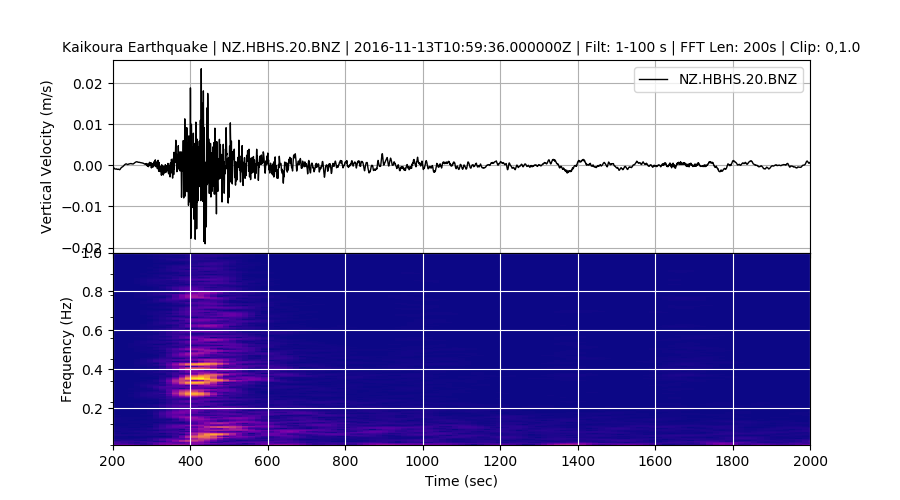 Kaikoura Earthquake | NZ.HBHS.20.BNZ | 2016-11-13T10:59:36.000000Z | Filt: 1-100 s | FFT Len: 200s | Clip: 0,1.0
NZ.HBHS.20.BNZ
Vertical Velocity (m/s)
0.02
0.01
0.00
−0.01
−0.02
Frequency (Hz)
1.0
0.8
0.6
0.4
0.2
200 400 600 800 1000 1200 1400 1600 1800 2000
Time (sec)